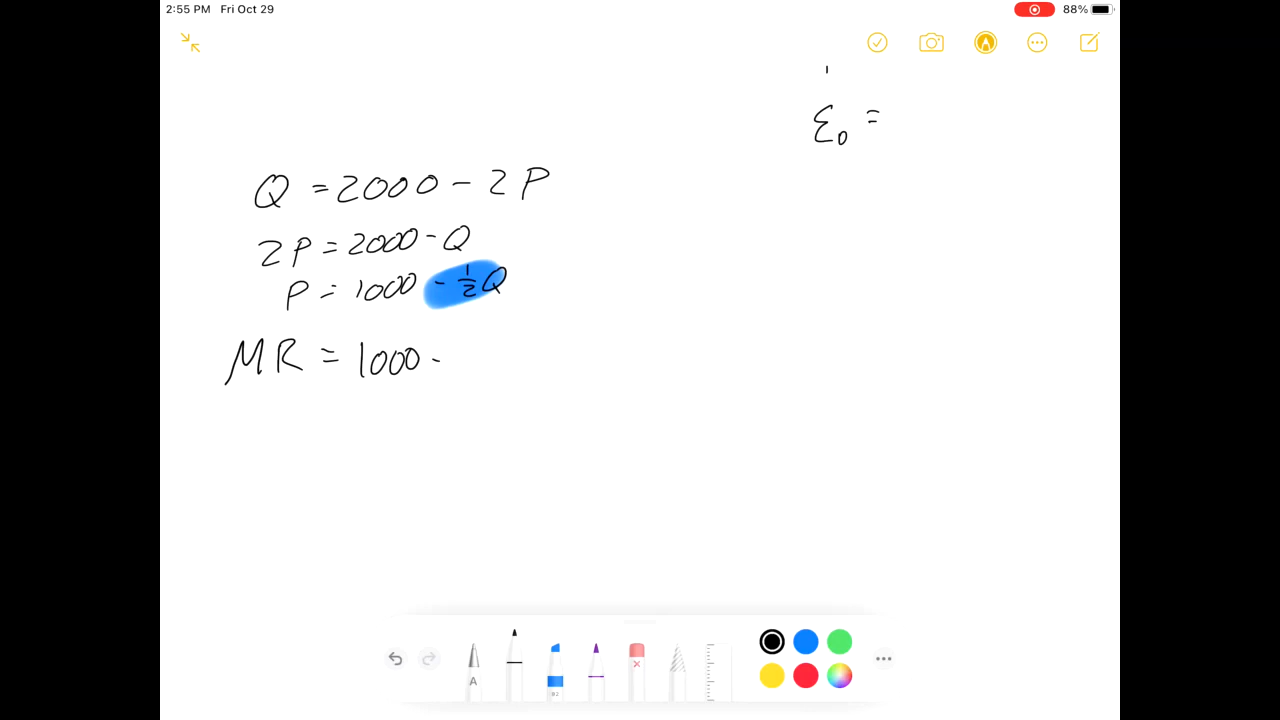 2:55 PM Fri Oct 29
88%
ε₀ =
Q = 2000 - 2P
2P = 2000 - Q
P = 1000 - ½Q
MR = 1000 -
A